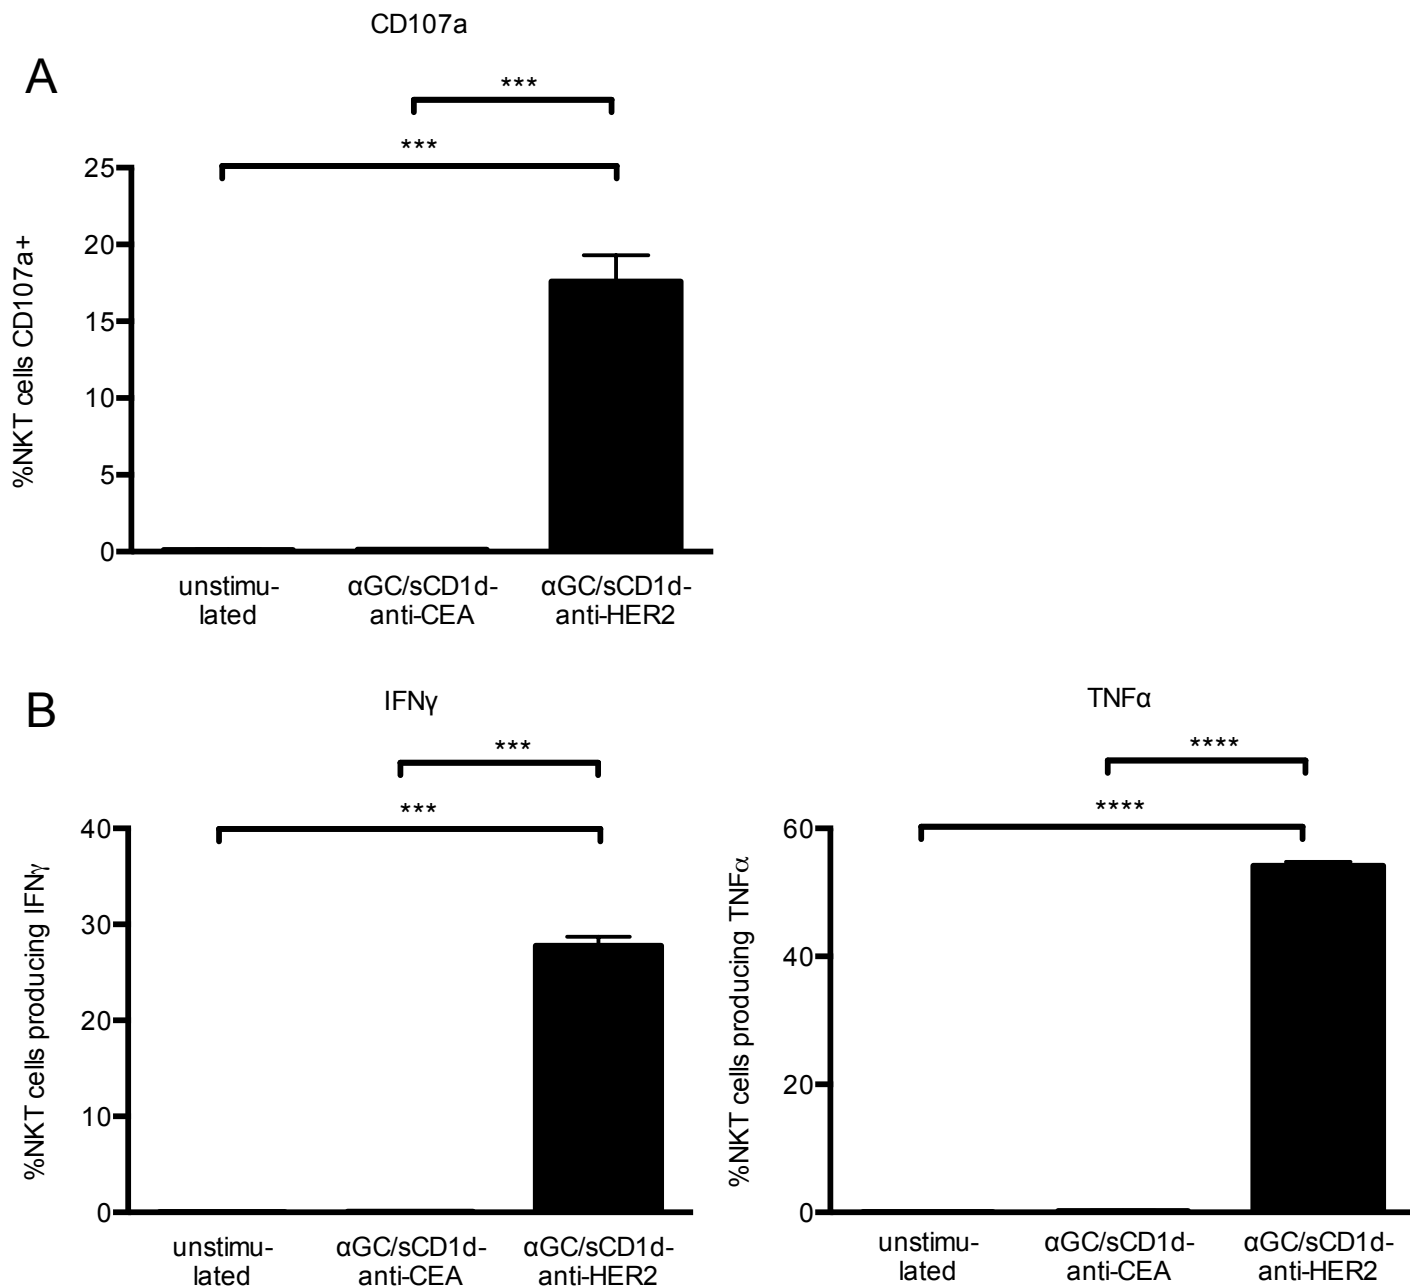 CD107a
A
***
***
25
20
15
10
5
0
%NKT cells CD107a+
unstimu-
lated
αGC/sCD1d-
anti-CEA
αGC/sCD1d-
anti-HER2
B
IFNγ
***
***
40
30
20
10
0
%NKT cells producing IFNγ
unstimu-
lated
αGC/sCD1d-
anti-CEA
αGC/sCD1d-
anti-HER2
TNFα
****
****
60
40
20
0
%NKT cells producing TNFα
unstimu-
lated
αGC/sCD1d-
anti-CEA
αGC/sCD1d-
anti-HER2